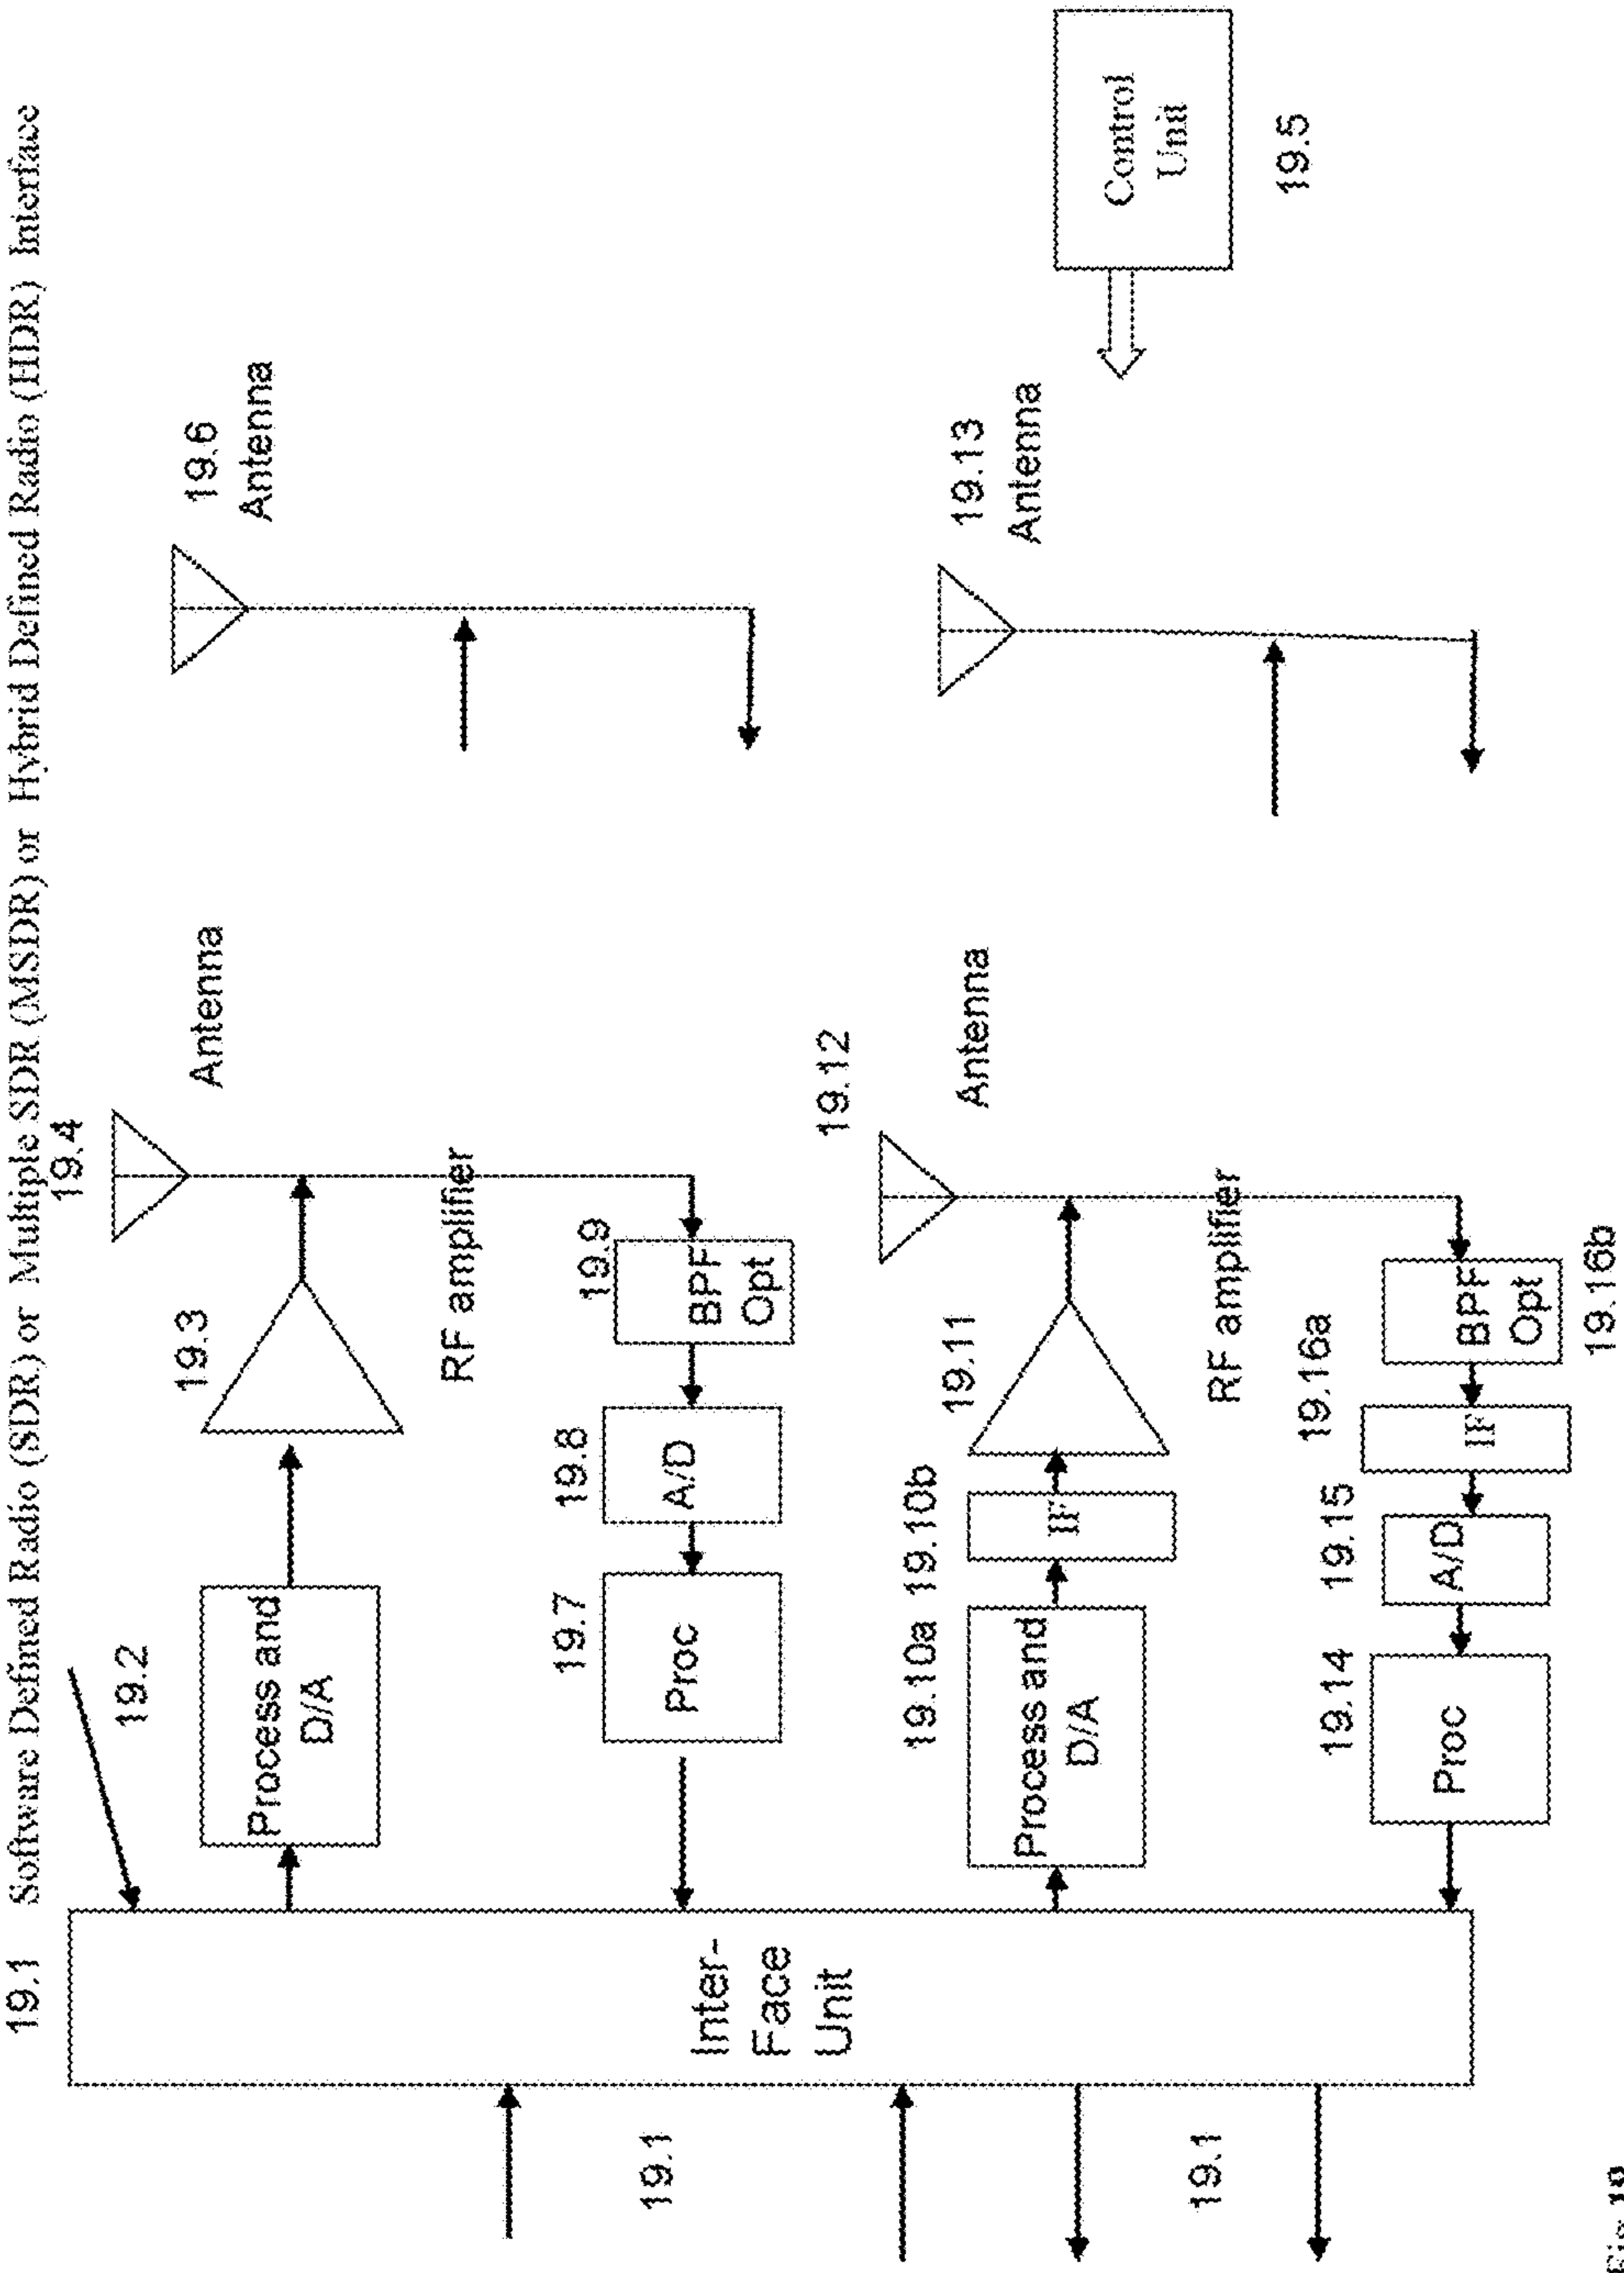 19.1 Software Defined Radio (SDR) or Multiple SDR (MSDR) or Hybrid Defined Radio (HDR) Interface
19.4
Antenna
19.6
Antenna
19.2
19.3
Process and
D/A
RF amplifier
19.9
19.8
19.7
BPF
Opt
A/D
Proc
19.12
Antenna
19.13
Antenna
Control
Unit
19.5
Inter-
Face
Unit
19.1
19.1
19.10a
19.10b
19.11
Process and
D/A
IF
RF amplifier
19.14
19.15
19.16a
Proc
A/D
IF
BPF
Opt
19.16b
Fig 19